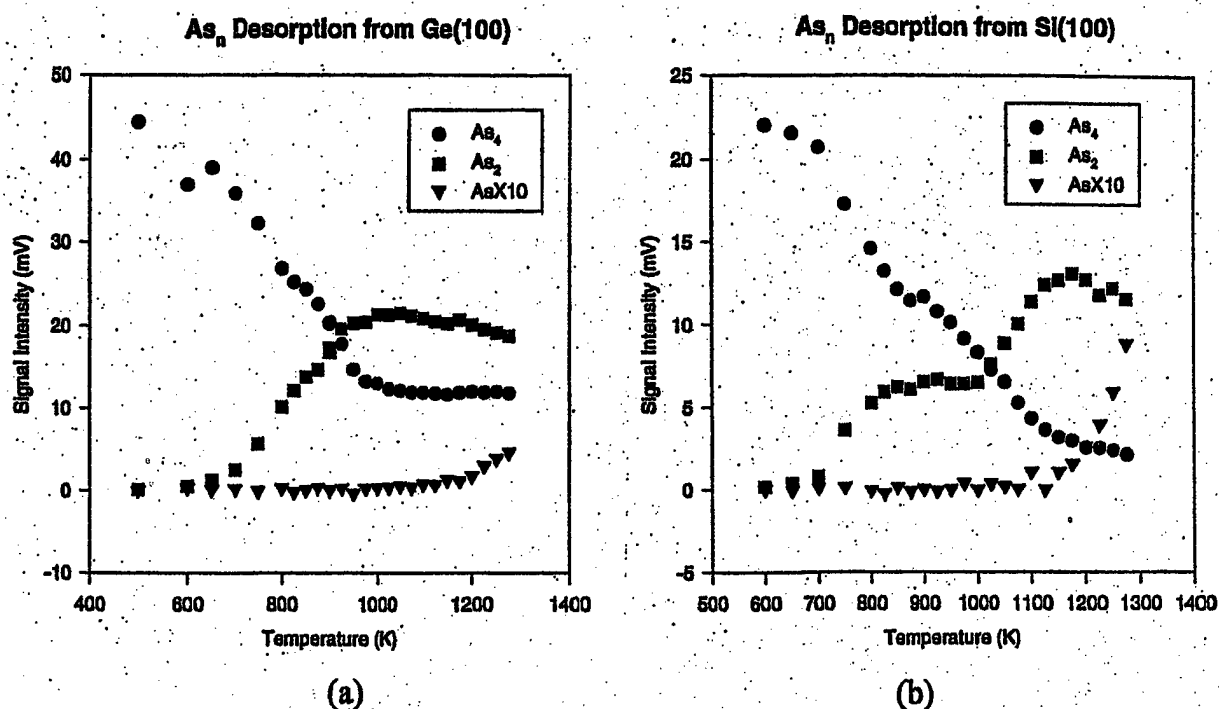 Asₙ Desorption from Ge(100)
50
40
30
20
10
0
-10
Signal Intensity (mV)
As₄
As₂
AsX10
400
600
800
1000
1200
1400
Temperature (K)
(a)
Asₙ Desorption from Si(100)
25
20
15
10
5
0
-5
Signal Intensity (mV)
As₄
As₂
AsX10
500
600
700
800
900
1000
1100
1200
1300
1400
Temperature (K)
(b)